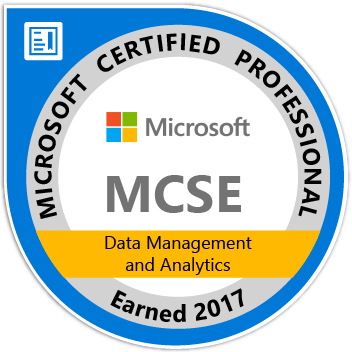 MICROSOFT CERTIFIED PROFESSIONAL
Microsoft
MCSE
Data Management
and Analytics
Earned 2017